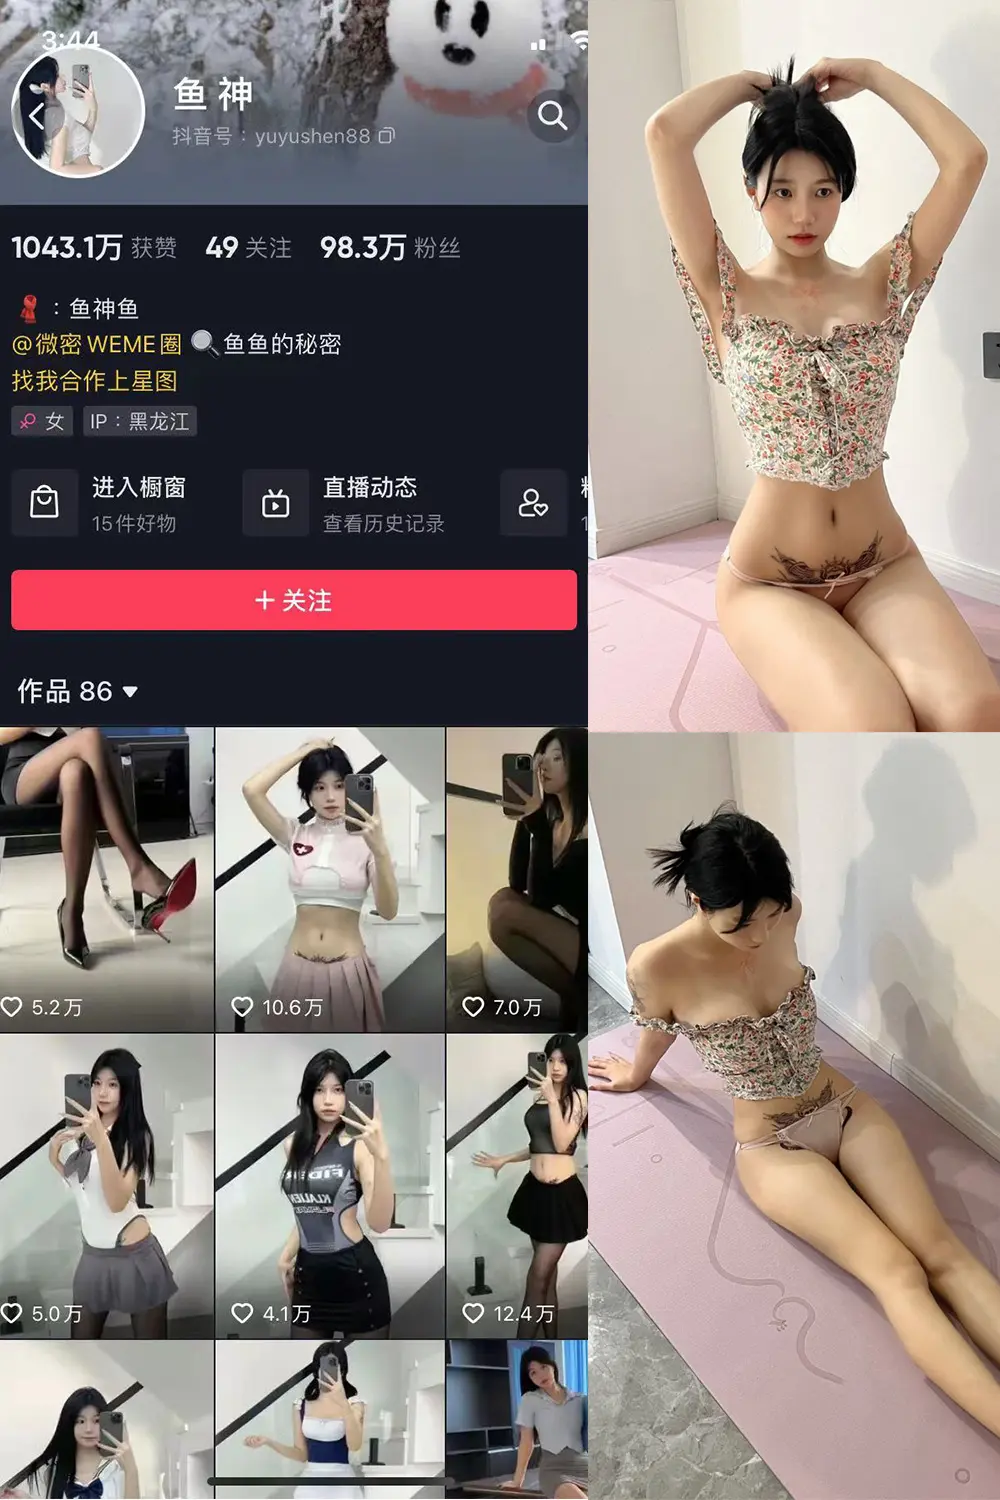 3:44
鱼 神
抖音号：yuyushen88
1043.1万 获赞 49 关注 98.3万 粉丝
：鱼神鱼
@微密 WEME圈 🔍鱼鱼的秘密
找我合作上星图
女 IP：黑龙江
进入橱窗
15件好物
直播动态
查看历史记录
+ 关注
作品 86
5.2万
10.6万
7.0万
5.0万
4.1万
12.4万